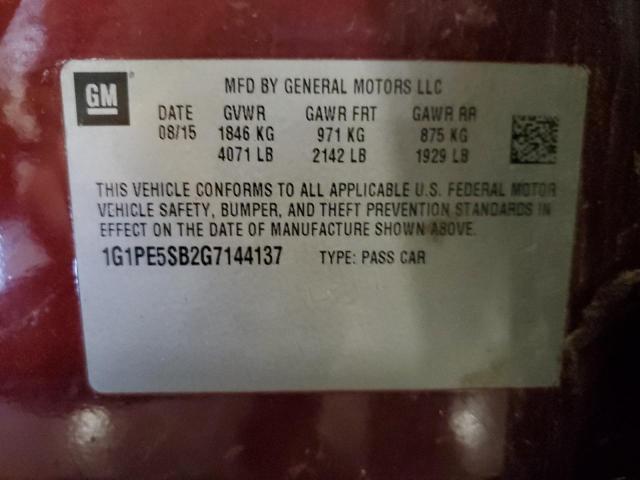 GM
MFD BY GENERAL MOTORS LLC
DATE GVWR GAWR FRT GAWR RR
08/15 1846 KG 971 KG 875 KG
4071 LB 2142 LB 1929 LB
THIS VEHICLE CONFORMS TO ALL APPLICABLE U.S. FEDERAL MOTOR
VEHICLE SAFETY, BUMPER, AND THEFT PREVENTION STANDARDS IN
EFFECT ON THE DATE OF MANUFACTURE SHOWN ABOVE.
1G1PE5SB2G7144137 TYPE: PASS CAR